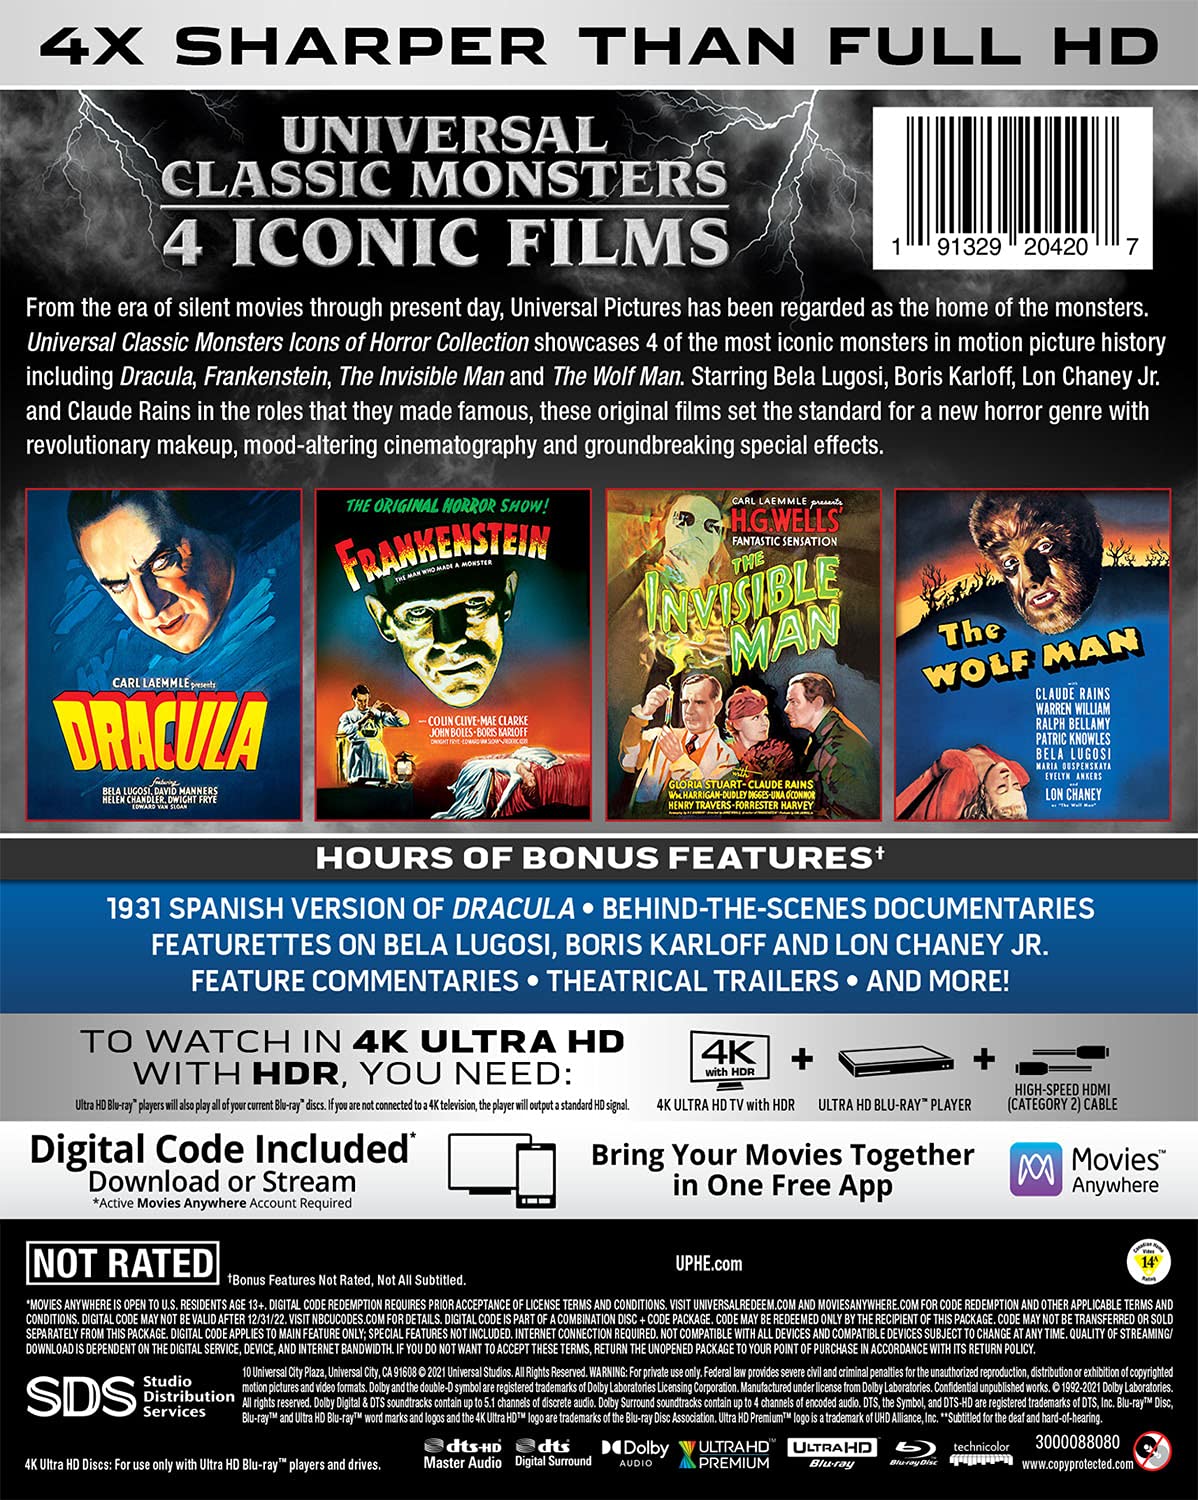 4X SHARPER THAN FULL HD
UNIVERSAL
CLASSIC MONSTERS
4 ICONIC FILMS
1 91329 20420 7
From the era of silent movies through present day, Universal Pictures has been regarded as the home of the monsters.
Universal Classic Monsters Icons of Horror Collection showcases 4 of the most iconic monsters in motion picture history
including Dracula, Frankenstein, The Invisible Man and The Wolf Man. Starring Bela Lugosi, Boris Karloff, Lon Chaney Jr.
and Claude Rains in the roles that they made famous, these original films set the standard for a new horror genre with
revolutionary makeup, mood-altering cinematography and groundbreaking special effects.
CARL LAEMMLE presents
DRACULA
featuring
BELA LUGOSI, DAVID MANNERS
HELEN CHANDLER, DWIGHT FRYE
EDWARD VAN SLOAN
THE ORIGINAL HORROR SHOW!
FRANKENSTEIN
THE MAN WHO MADE A MONSTER
COLIN CLIVE-MAE CLARKE
JOHN BOLES-BORIS KARLOFF
DWIGHT FRYE-EDWARD VAN SLOAN
CARL LAEMMLE presents
H.G. WELLS'
FANTASTIC SENSATION
THE
INVISIBLE
MAN
with
GLORIA STUART-CLAUDE RAINS
WM HARRIGAN-DUDLEY DIGGES-UNA O'CONNOR
HENRY TRAVERS-FORRESTER HARVEY
The
WOLF MAN
with
CLAUDE RAINS
WARREN WILLIAM
RALPH BELLAMY
PATRIC KNOWLES
BELA LUGOSI
MARIA OUSPENSKAYA
EVELYN ANKERS
and
LON CHANEY
as "The Wolf Man"
HOURS OF BONUS FEATURES†
1931 SPANISH VERSION OF DRACULA • BEHIND-THE-SCENES DOCUMENTARIES
FEATURETTES ON BELA LUGOSI, BORIS KARLOFF AND LON CHANEY JR.
FEATURE COMMENTARIES • THEATRICAL TRAILERS • AND MORE!
TO WATCH IN 4K ULTRA HD
WITH HDR, YOU NEED:
Ultra HD Blu-ray™ players will also play all of your current Blu-ray™ discs. If you are not connected to a 4K television, the player will output a standard HD signal.
4K
with HDR
+
+
4K ULTRA HD TV with HDR
ULTRA HD BLU-RAY™ PLAYER
HIGH-SPEED HDMI
(CATEGORY 2) CABLE
Digital Code Included*
Download or Stream
*Active Movies Anywhere Account Required
Bring Your Movies Together
in One Free App
Movies™
Anywhere
NOT RATED
†Bonus Features Not Rated, Not All Subtitled.
UPHE.com
Canadian Home
Video
14A
Rated
*MOVIES ANYWHERE IS OPEN TO U.S. RESIDENTS AGE 13+. DIGITAL CODE REDEMPTION REQUIRES PRIOR ACCEPTANCE OF LICENSE TERMS AND CONDITIONS. VISIT UNIVERSALREDEEM.COM AND MOVIESANYWHERE.COM FOR CODE REDEMPTION AND OTHER APPLICABLE TERMS AND
CONDITIONS. DIGITAL CODE MAY NOT BE VALID AFTER 12/31/22. VISIT NBCUCODES.COM FOR DETAILS. DIGITAL CODE IS PART OF A COMBINATION DISC + CODE PACKAGE. CODE MAY BE REDEEMED ONLY BY THE RECIPIENT OF THIS PACKAGE. CODE MAY NOT BE TRANSFERRED OR SOLD
SEPARATELY FROM THIS PACKAGE. DIGITAL CODE APPLIES TO MAIN FEATURE ONLY; SPECIAL FEATURES NOT INCLUDED. INTERNET CONNECTION REQUIRED. NOT COMPATIBLE WITH ALL DEVICES AND COMPATIBLE DEVICES SUBJECT TO CHANGE AT ANY TIME. QUALITY OF STREAMING/
DOWNLOAD IS DEPENDENT ON THE DIGITAL SERVICE, DEVICE, AND INTERNET BANDWIDTH. IF YOU DO NOT WANT TO ACCEPT THESE TERMS, RETURN THE UNOPENED PACKAGE TO YOUR POINT OF PURCHASE IN ACCORDANCE WITH ITS RETURN POLICY.
SDS Studio
Distribution
Services
10 Universal City Plaza, Universal City, CA 91608 © 2021 Universal Studios. All Rights Reserved. WARNING: For private use only. Federal law provides severe civil and criminal penalties for the unauthorized reproduction, distribution or exhibition of copyrighted
motion pictures and video formats. Dolby and the double-D symbol are registered trademarks of Dolby Laboratories Licensing Corporation. Manufactured under license from Dolby Laboratories. Confidential unpublished works. © 1992-2021 Dolby Laboratories.
All rights reserved. Dolby Digital & DTS soundtracks contain up to 5.1 channels of discrete audio. Dolby Surround soundtracks contain up to 4 channels of encoded audio. DTS, the Symbol, and DTS-HD are registered trademarks of DTS, Inc. Blu-ray™ Disc,
Blu-ray™ and Ultra HD Blu-ray™ word marks and logos and the 4K Ultra HD™ logo are trademarks of the Blu-ray Disc Association. Ultra HD Premium™ logo is a trademark of UHD Alliance, Inc. **Subtitled for the deaf and hard-of-hearing.
4K Ultra HD Discs: For use only with Ultra HD Blu-ray™ players and drives.
dts-HD
Master Audio
dts
Digital Surround
Dolby
AUDIO
ULTRA HD™
PREMIUM
ULTRA HD
Blu-ray
Blu-ray Disc
technicolor
3000088080
www.copyprotected.com